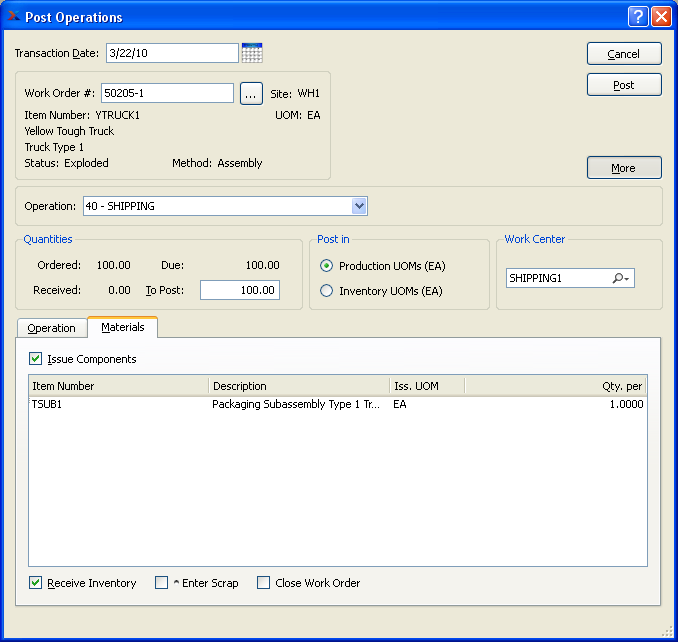 Post Operations
Transaction Date: 3/22/10
Cancel
Post
More
Work Order #: 50205-1 ... Site: WH1
Item Number: YTRUCK1 UOM: EA
Yellow Tough Truck
Truck Type 1
Status: Exploded Method: Assembly
Operation: 40 - SHIPPING
Quantities
Ordered: 100.00 Due: 100.00
Received: 0.00 To Post: 100.00
Post in
Production UOMs (EA)
Inventory UOMs (EA)
Work Center
SHIPPING1
Operation Materials
Issue Components
Item Number Description Iss. UOM Qty. per
TSUB1 Packaging Subassembly Type 1 Tr... EA 1.0000
Receive Inventory ^ Enter Scrap Close Work Order